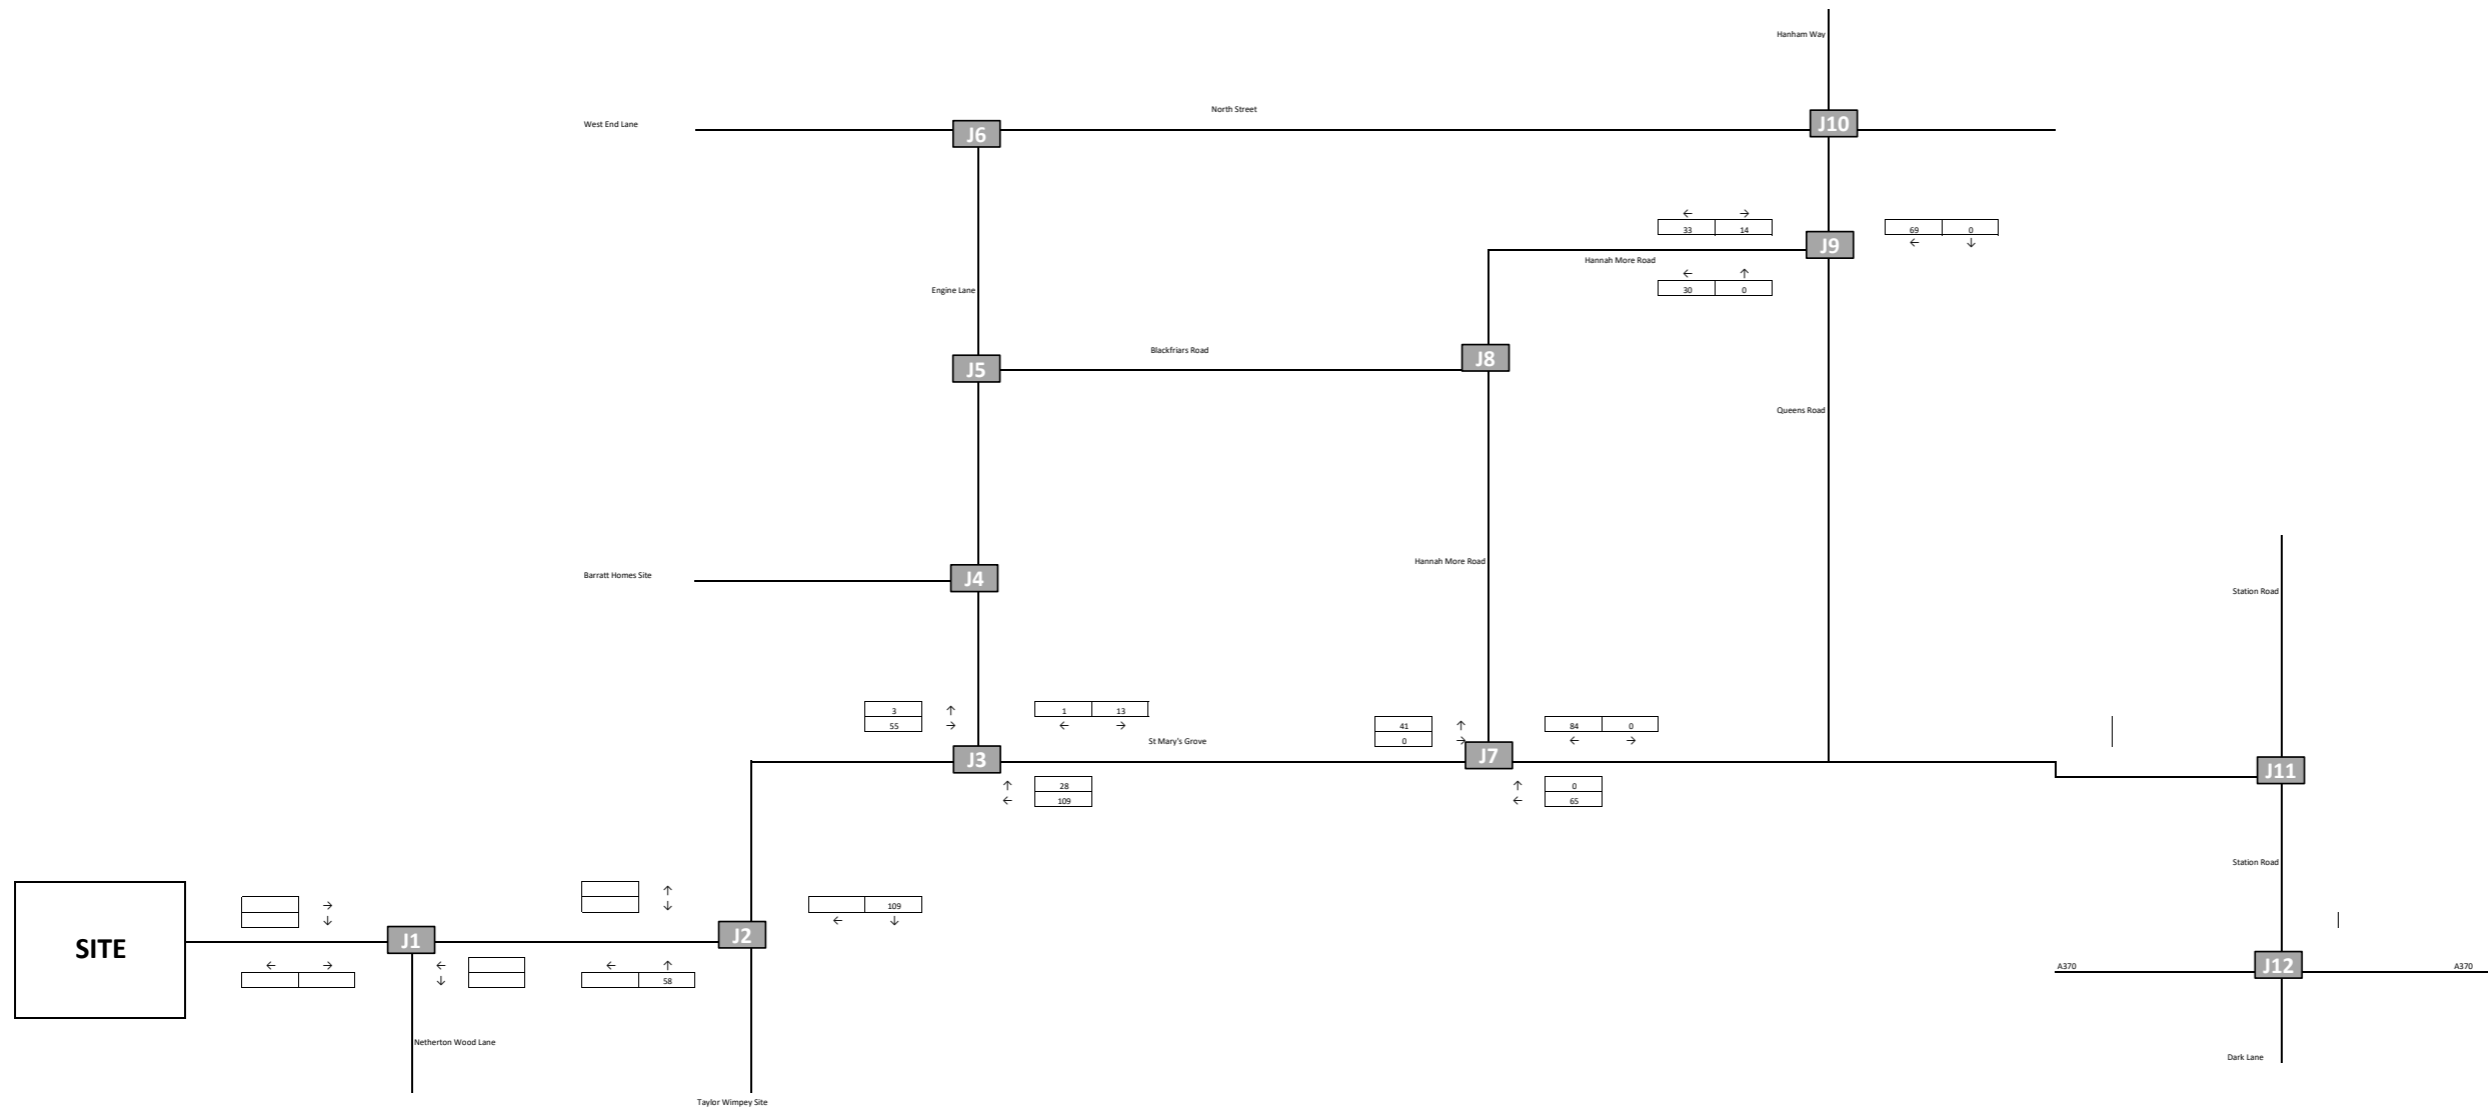 Hanham Way
North Street
West End Lane
J6
J10
← →
33 14
69 0
← ↓
J9
Hannah More Road
← ↑
30 0
Engine Lane
Blackfriars Road
J5
J8
Queens Road
Hannah More Road
Barratt Homes Site
J4
Station Road
3 ↑
55 →
1 13
← →
41 ↑
0 →
84 0
← →
St Mary's Grove
J3
J7
J11
↑ 28
← 109
↑ 0
← 65
Station Road
SITE
→
↓
↑
↓
109
← ↓
J1
J2
← →
←
↓
← ↑
58
A370
J12
A370
Netherton Wood Lane
Dark Lane
Taylor Wimpey Site